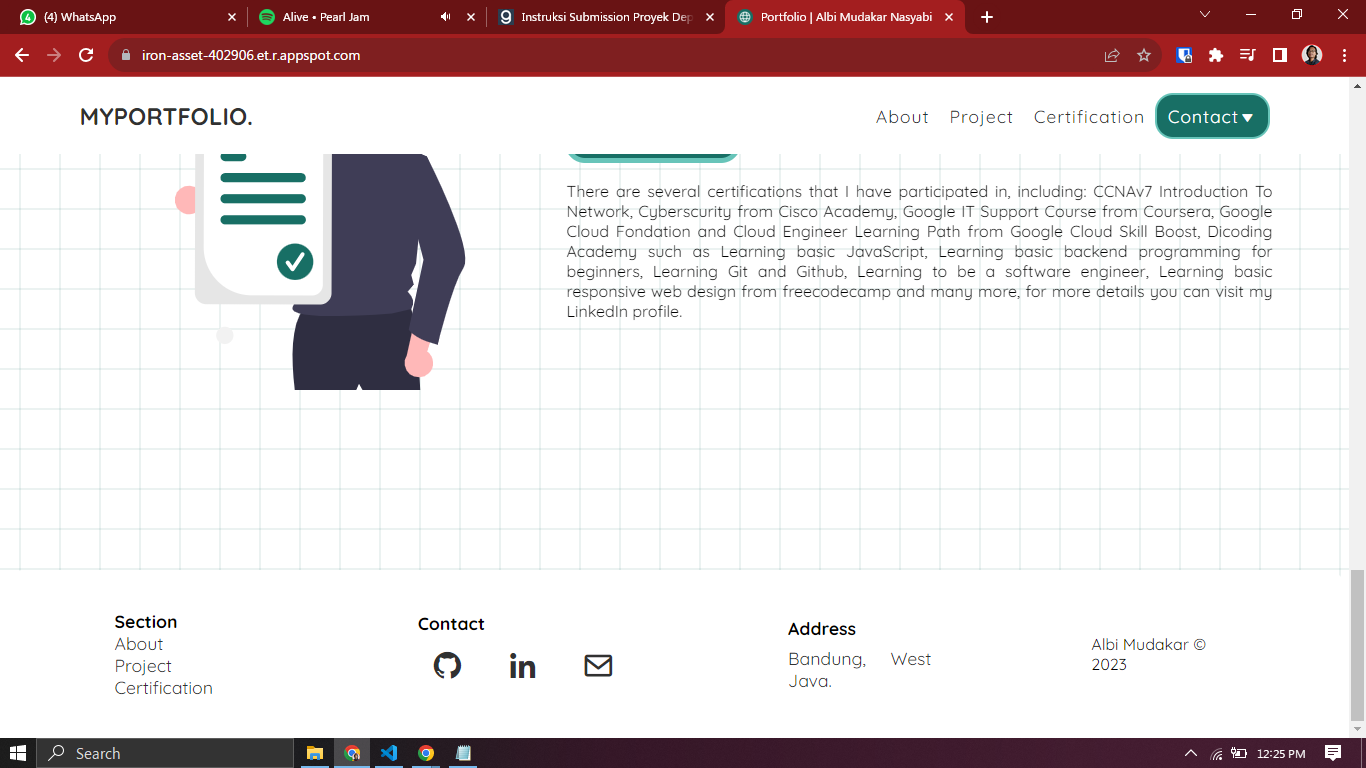 (4) WhatsApp
Alive • Pearl Jam
Instruksi Submission Proyek Dep
Portfolio | Albi Mudakar Nasyabi
iron-asset-402906.et.r.appspot.com
MYPORTFOLIO.
About
Project
Certification
Contact
There are several certifications that I have participated in, including: CCNAv7 Introduction To
Network, Cyberscurity from Cisco Academy, Google IT Support Course from Coursera, Google
Cloud Fondation and Cloud Engineer Learning Path from Google Cloud Skill Boost, Dicoding
Academy such as Learning basic JavaScript, Learning basic backend programming for
beginners, Learning Git and Github, Learning to be a software engineer, Learning basic
responsive web design from freecodecamp and many more, for more details you can visit my
LinkedIn profile.
Section
About
Project
Certification
Contact
Address
Bandung, West
Java.
Albi Mudakar ©
2023
Search
12:25 PM